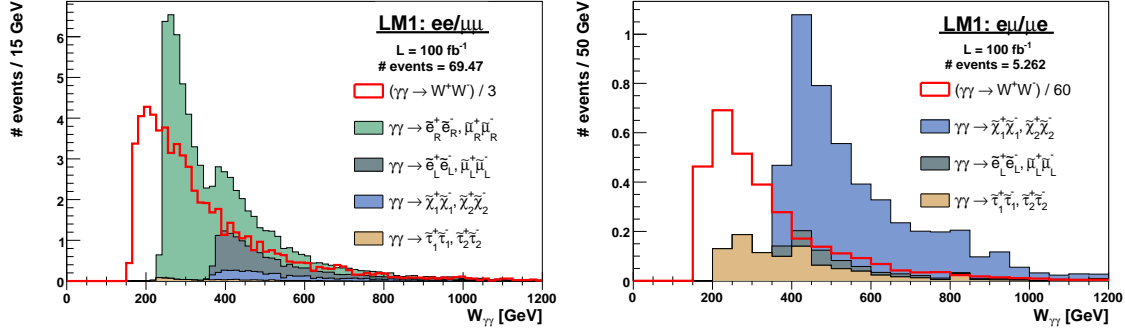 # events / 15 GeV
6
5
4
3
2
1
0
LM1: ee/μμ
L = 100 fb⁻¹
# events = 69.47
(γγ → W⁺W⁻) / 3
γγ → ẽ⁺_R ẽ⁻_R, μ̃⁺_R μ̃⁻_R
γγ → ẽ⁺_L ẽ⁻_L, μ̃⁺_L μ̃⁻_L
γγ → χ̃⁺_1 χ̃⁻_1, χ̃⁺_2 χ̃⁻_2
γγ → τ̃⁺_1 τ̃⁻_1, τ̃⁺_2 τ̃⁻_2
0 200 400 600 800 1000 1200
W_γγ [GeV]
# events / 50 GeV
1
0.8
0.6
0.4
0.2
0
LM1: eμ/μe
L = 100 fb⁻¹
# events = 5.262
(γγ → W⁺W⁻) / 60
γγ → χ̃⁺_1 χ̃⁻_1, χ̃⁺_2 χ̃⁻_2
γγ → ẽ⁺_L ẽ⁻_L, μ̃⁺_L μ̃⁻_L
γγ → τ̃⁺_1 τ̃⁻_1, τ̃⁺_2 τ̃⁻_2
0 200 400 600 800 1000 1200
W_γγ [GeV]